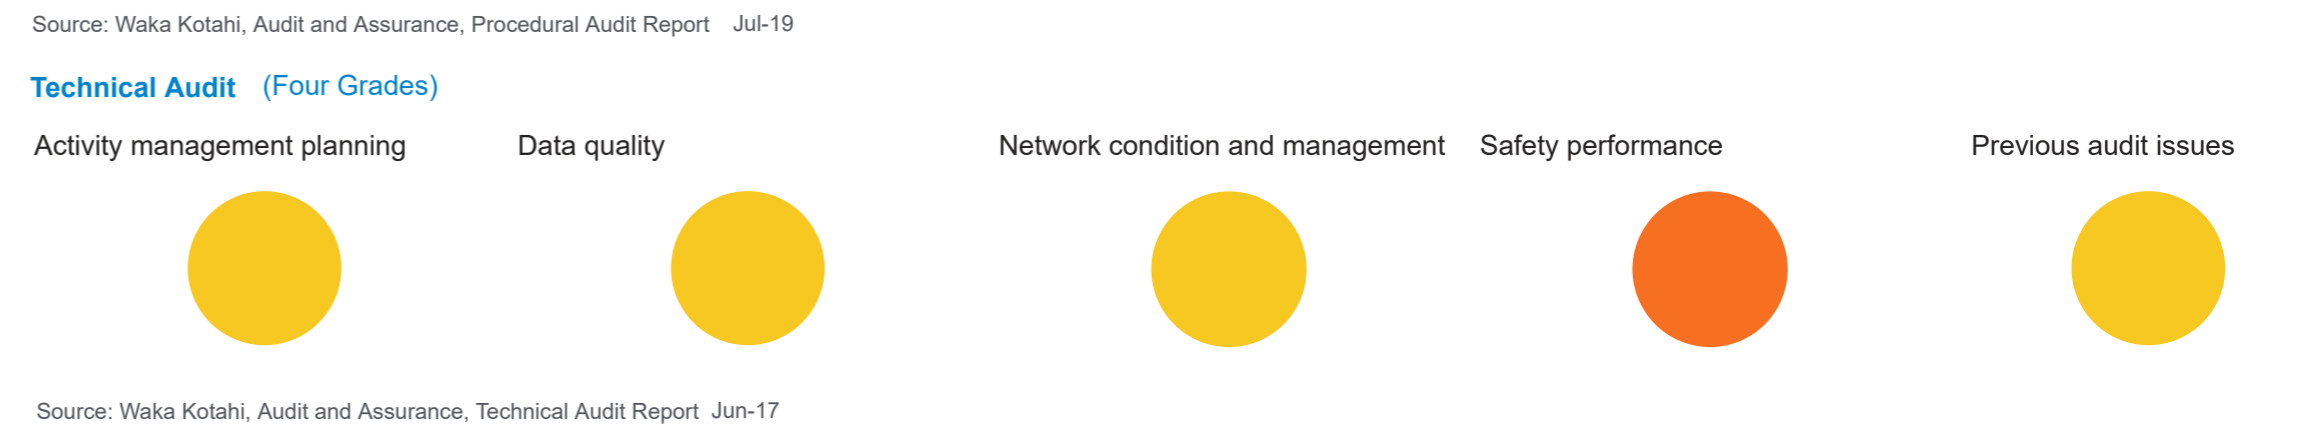 Source: Waka Kotahi, Audit and Assurance, Procedural Audit Report Jul-19
Technical Audit (Four Grades)
Activity management planning Data quality Network condition and management Safety performance Previous audit issues
Source: Waka Kotahi, Audit and Assurance, Technical Audit Report Jun-17